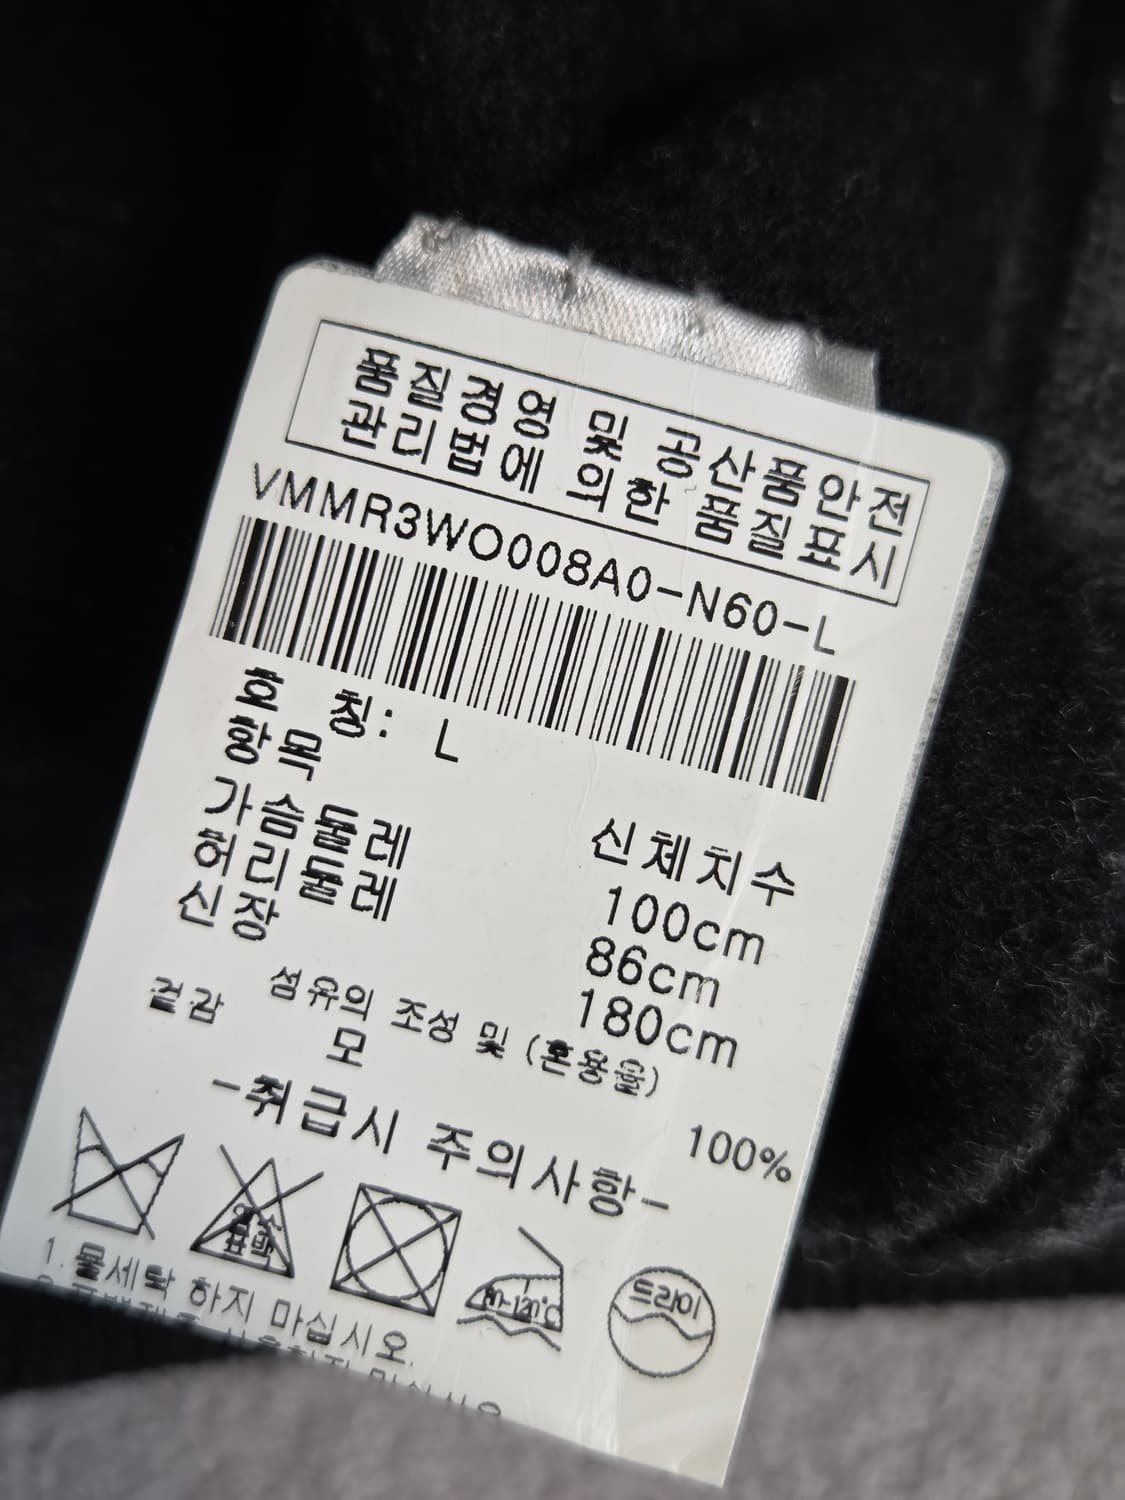 품질경영 및 공산품안전
관리법에 의한 품질표시
VMMR3WO008A0-N60-L
호 칭: L
항목 신체치수
가슴둘레 100cm
허리둘레 86cm
신장 180cm
섬유의 조성 및 (혼용율)
겉감 모 100%
-취급시 주의사항-
염소
표백
드라이
1. 물세탁 하지 마십시오.